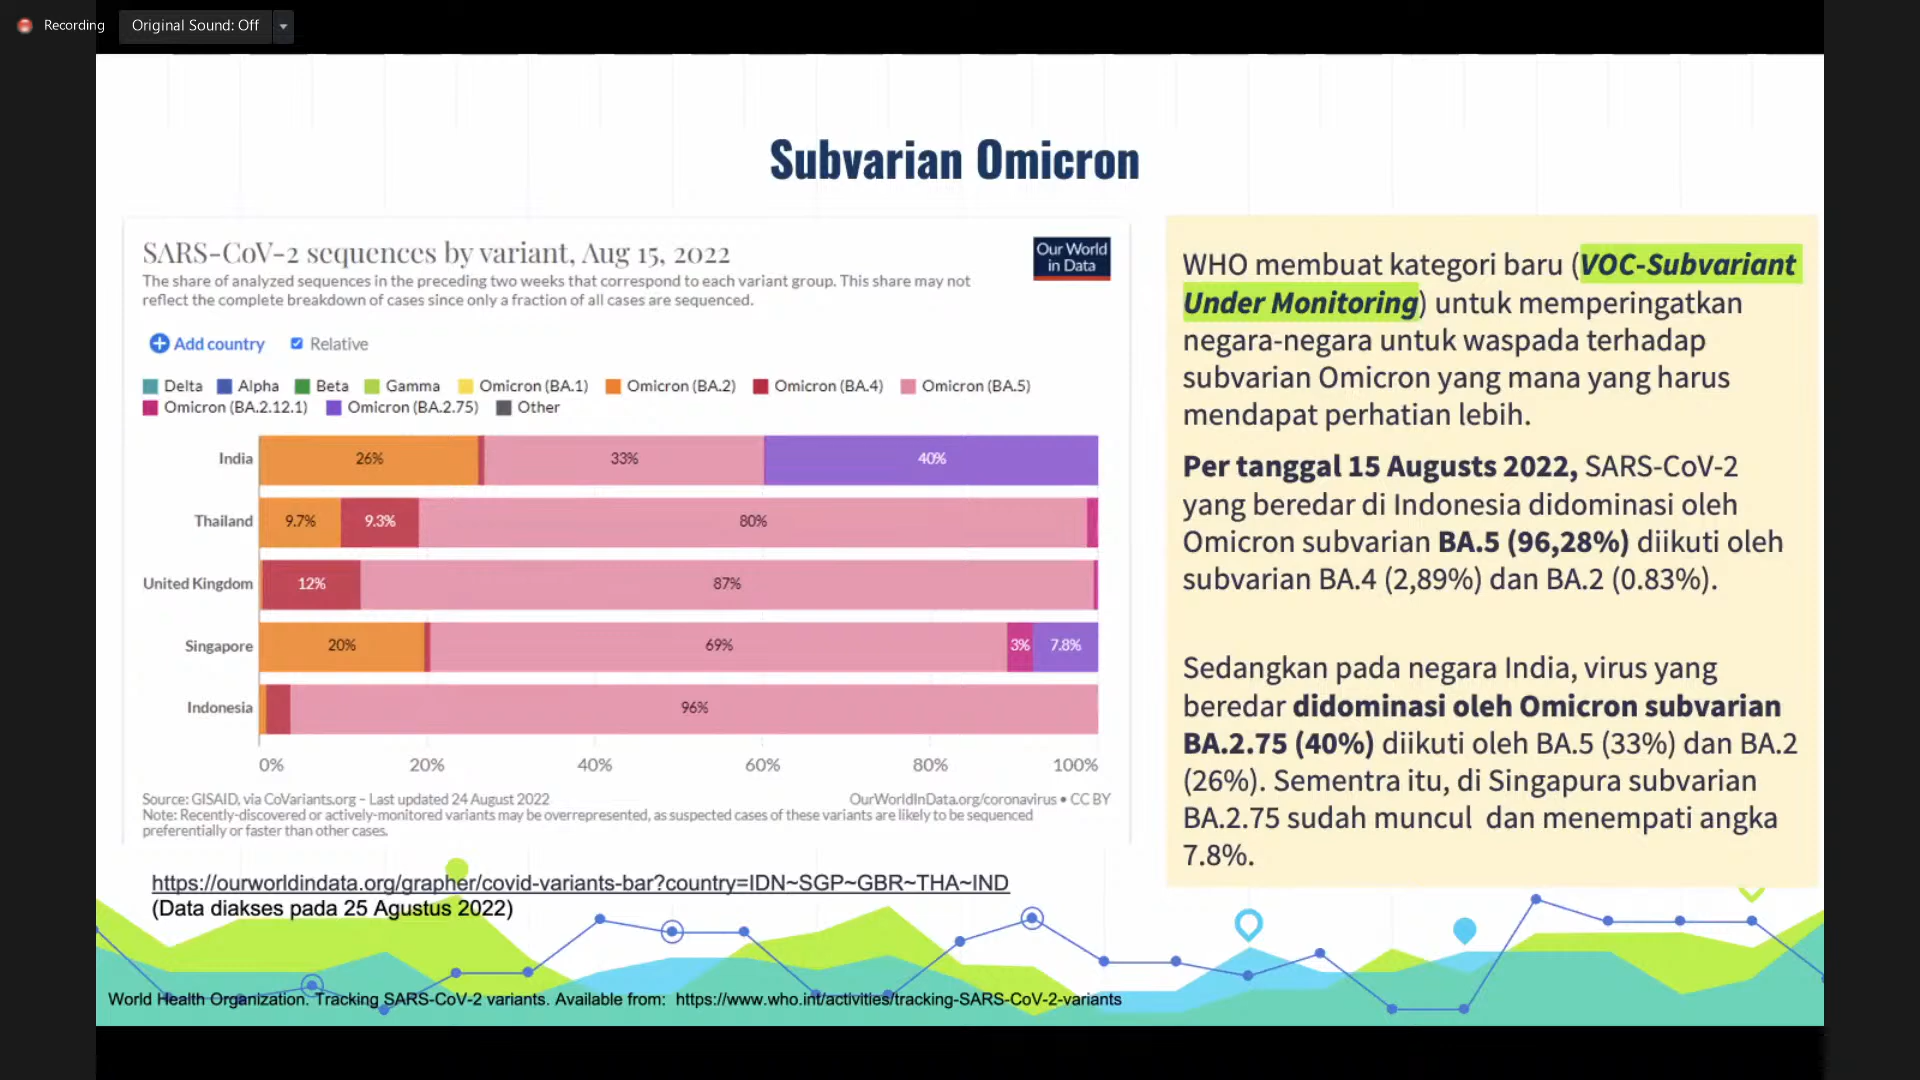 Recording
Original Sound: Off
Subvarian Omicron
SARS-CoV-2 sequences by variant, Aug 15, 2022
Our World
in Data
The share of analyzed sequences in the preceding two weeks that correspond to each variant group. This share may not
reflect the complete breakdown of cases since only a fraction of all cases are sequenced.
Add country
Relative
Delta Alpha Beta Gamma Omicron (BA.1) Omicron (BA.2) Omicron (BA.4) Omicron (BA.5)
Omicron (BA.2.12.1) Omicron (BA.2.75) Other
India 26% 33% 40%
Thailand 9.7% 9.3% 80%
United Kingdom 12% 87%
Singapore 20% 69% 3% 7.8%
Indonesia 96%
0% 20% 40% 60% 80% 100%
Source: GISAID, via CoVariants.org – Last updated 24 August 2022
OurWorldInData.org/coronavirus • CC BY
Note: Recently-discovered or actively-monitored variants may be overrepresented, as suspected cases of these variants are likely to be sequenced
preferentially or faster than other cases.
https://ourworldindata.org/grapher/covid-variants-bar?country=IDN~SGP~GBR~THA~IND
(Data diakses pada 25 Agustus 2022)
WHO membuat kategori baru (VOC-Subvariant
Under Monitoring) untuk memperingatkan
negara-negara untuk waspada terhadap
subvarian Omicron yang mana yang harus
mendapat perhatian lebih.
Per tanggal 15 Augusts 2022, SARS-CoV-2
yang beredar di Indonesia didominasi oleh
Omicron subvarian BA.5 (96,28%) diikuti oleh
subvarian BA.4 (2,89%) dan BA.2 (0.83%).
Sedangkan pada negara India, virus yang
beredar didominasi oleh Omicron subvarian
BA.2.75 (40%) diikuti oleh BA.5 (33%) dan BA.2
(26%). Sementra itu, di Singapura subvarian
BA.2.75 sudah muncul dan menempati angka
7.8%.
World Health Organization. Tracking SARS-CoV-2 variants. Available from: https://www.who.int/activities/tracking-SARS-CoV-2-variants